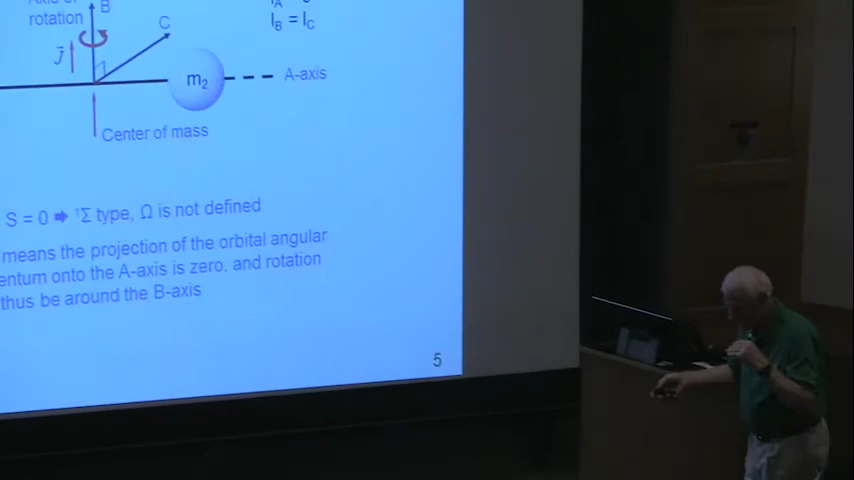 rotation
B
C
J
I_B = I_C
m₂
A-axis
Center of mass
S = 0 ➡ ¹Σ type, Ω is not defined
means the projection of the orbital angular
entum onto the A-axis is zero, and rotation
thus be around the B-axis
5